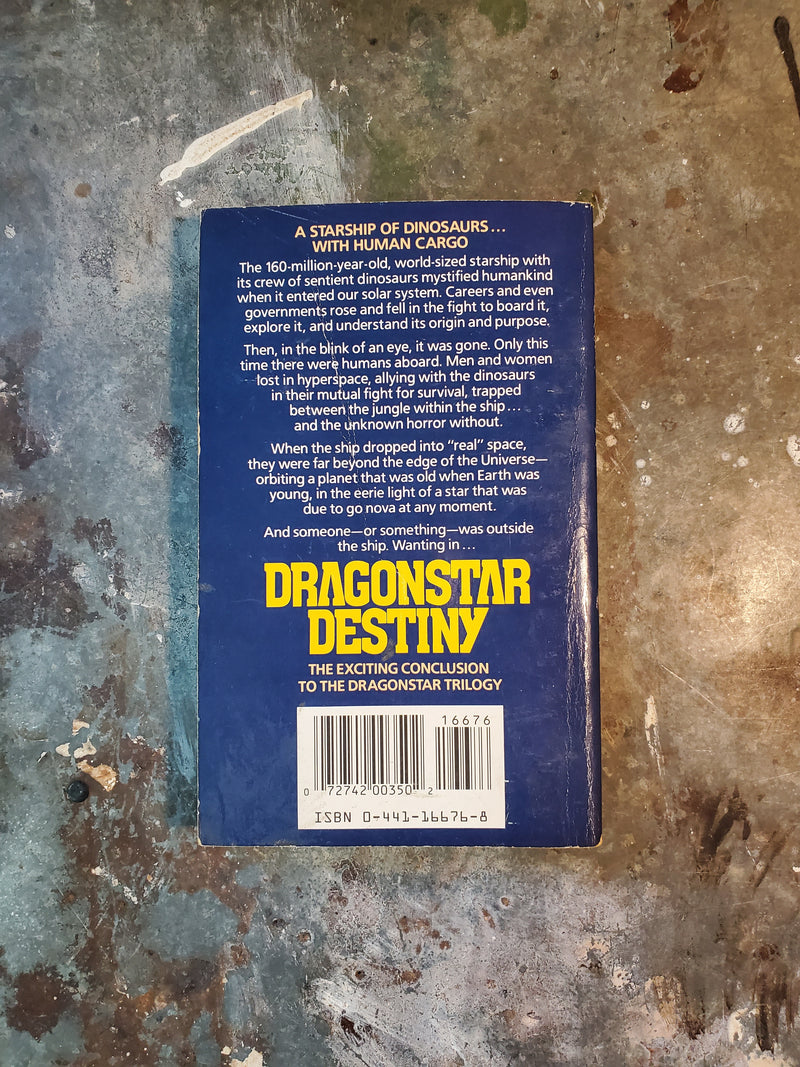 A STARSHIP OF DINOSAURS...
WITH HUMAN CARGO
The 160-million-year-old, world-sized starship with
its crew of sentient dinosaurs mystified humankind
when it entered our solar system. Careers and even
governments rose and fell in the fight to board it,
explore it, and understand its origin and purpose.
Then, in the blink of an eye, it was gone. Only this
time there were humans aboard. Men and women
lost in hyperspace, allying with the dinosaurs
in their mutual fight for survival, trapped
between the jungle within the ship...
and the unknown horror without.
When the ship dropped into "real" space,
they were far beyond the edge of the Universe—
orbiting a planet that was old when Earth was
young, in the eerie light of a star that was
due to go nova at any moment.
And someone—or something—was outside
the ship. Wanting in...
DRAGONSTAR
DESTINY
THE EXCITING CONCLUSION
TO THE DRAGONSTAR TRILOGY
16676
0 72742 00350 2
ISBN 0-441-16676-8